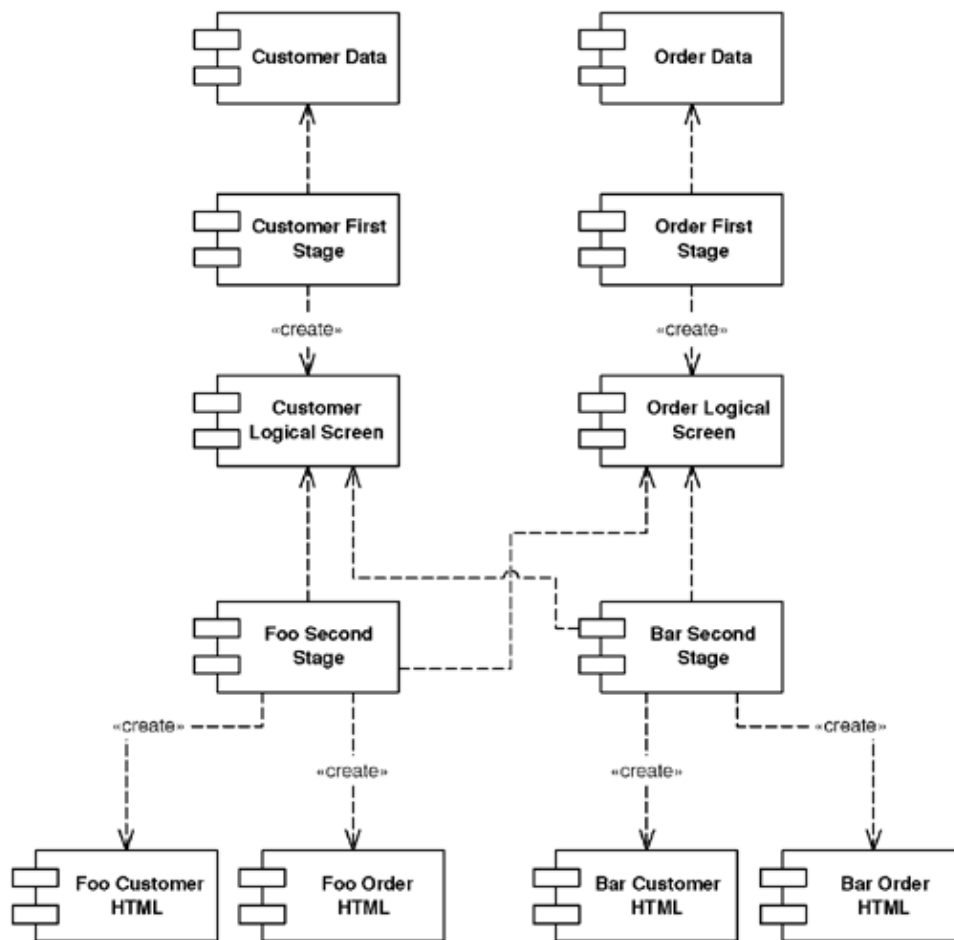 Customer Data
Order Data
Customer First
Stage
Order First
Stage
«create»
«create»
Customer
Logical Screen
Order Logical
Screen
Foo Second
Stage
Bar Second
Stage
«create»
«create»
«create»
«create»
Foo Customer
HTML
Foo Order
HTML
Bar Customer
HTML
Bar Order
HTML